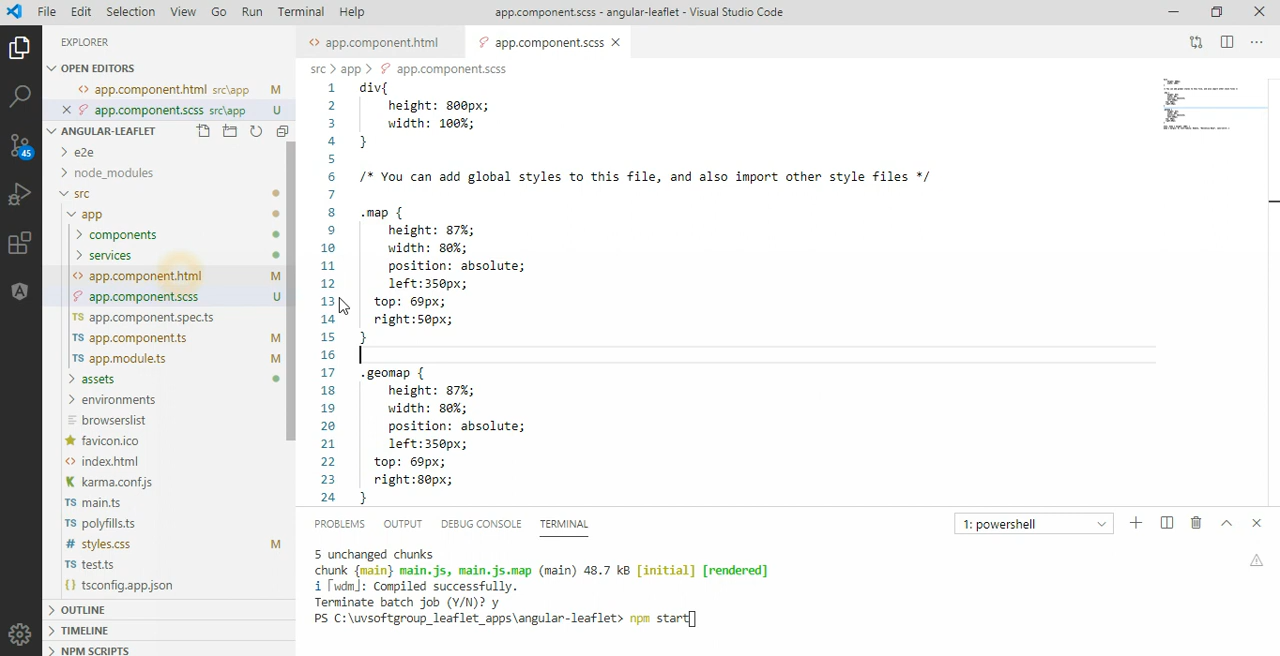 File Edit Selection View Go Run Terminal Help
app.component.scss - angular-leaflet - Visual Studio Code
EXPLORER
OPEN EDITORS
<> app.component.html src\app M
app.component.scss src\app U
ANGULAR-LEAFLET
45
e2e
node_modules
src
app
components
services
<> app.component.html M
app.component.scss U
TS app.component.spec.ts
TS app.component.ts M
TS app.module.ts M
assets
environments
browserslist
favicon.ico
<> index.html
karma.conf.js
TS main.ts
TS polyfills.ts
# styles.css M
TS test.ts
{} tsconfig.app.json
OUTLINE
TIMELINE
NPM SCRIPTS
<> app.component.html
app.component.scss
src > app > app.component.scss
1 div{
2 height: 800px;
3 width: 100%;
4 }
5
6 /* You can add global styles to this file, and also import other style files */
7
8 .map {
9 height: 87%;
10 width: 80%;
11 position: absolute;
12 left:350px;
13 top: 69px;
14 right:50px;
15 }
16
17 .geomap {
18 height: 87%;
19 width: 80%;
20 position: absolute;
21 left:350px;
22 top: 69px;
23 right:80px;
24 }
PROBLEMS OUTPUT DEBUG CONSOLE TERMINAL
1: powershell
5 unchanged chunks
chunk {main} main.js, main.js.map (main) 48.7 kB [initial] [rendered]
i ｢wdm｣: Compiled successfully.
Terminate batch job (Y/N)? y
PS C:\uvsoftgroup_leaflet_apps\angular-leaflet> npm start